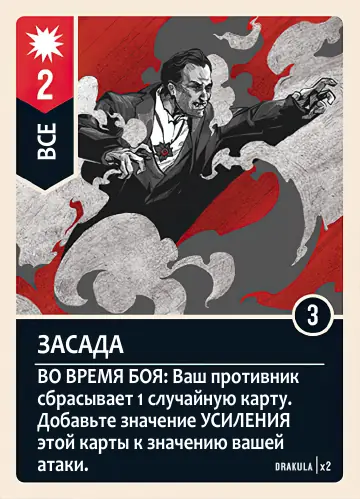 2
ВСЕ
3
ЗАСАДА
ВО ВРЕМЯ БОЯ: Ваш противник
сбрасывает 1 случайную карту.
Добавьте значение УСИЛЕНИЯ
этой карты к значению вашей
атаки.
DRAKULA | x2